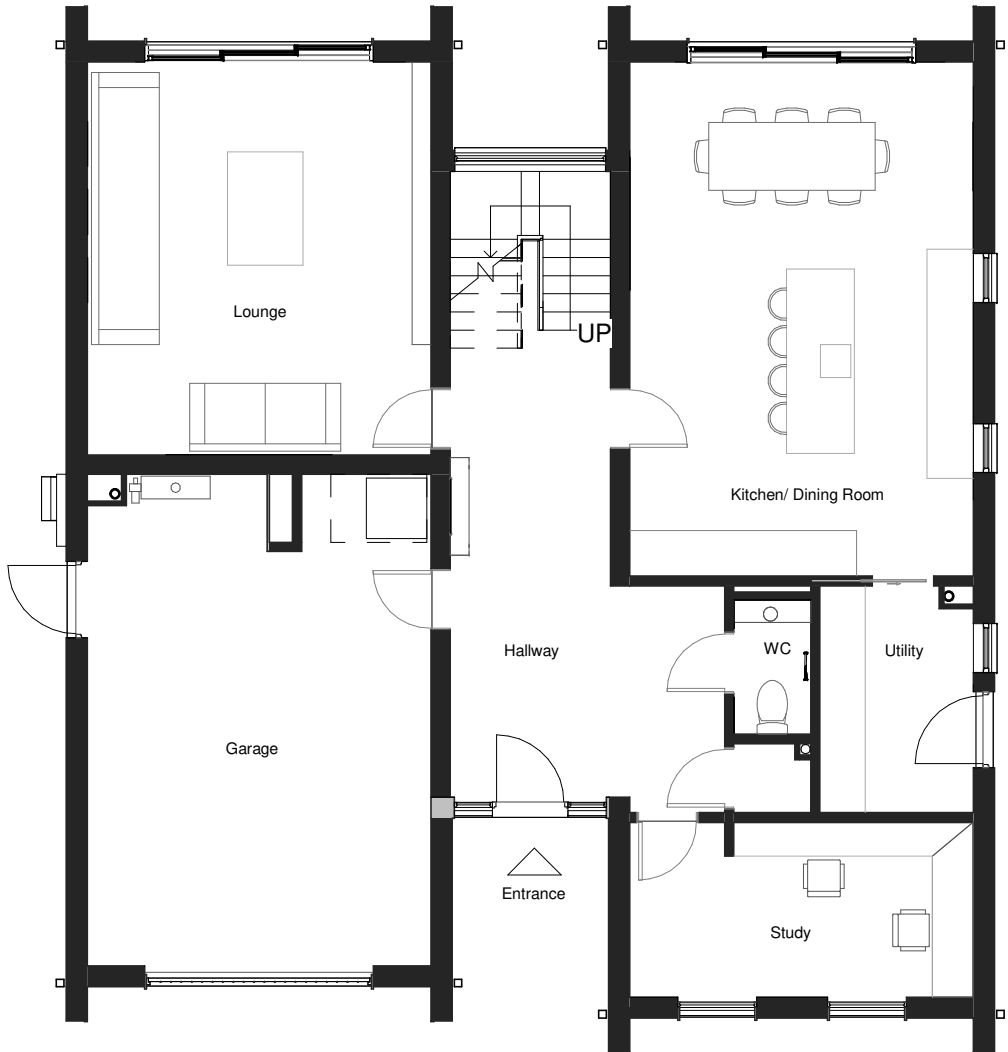 Lounge
UP
Kitchen/ Dining Room
Hallway
WC
Utility
Garage
Entrance
Study